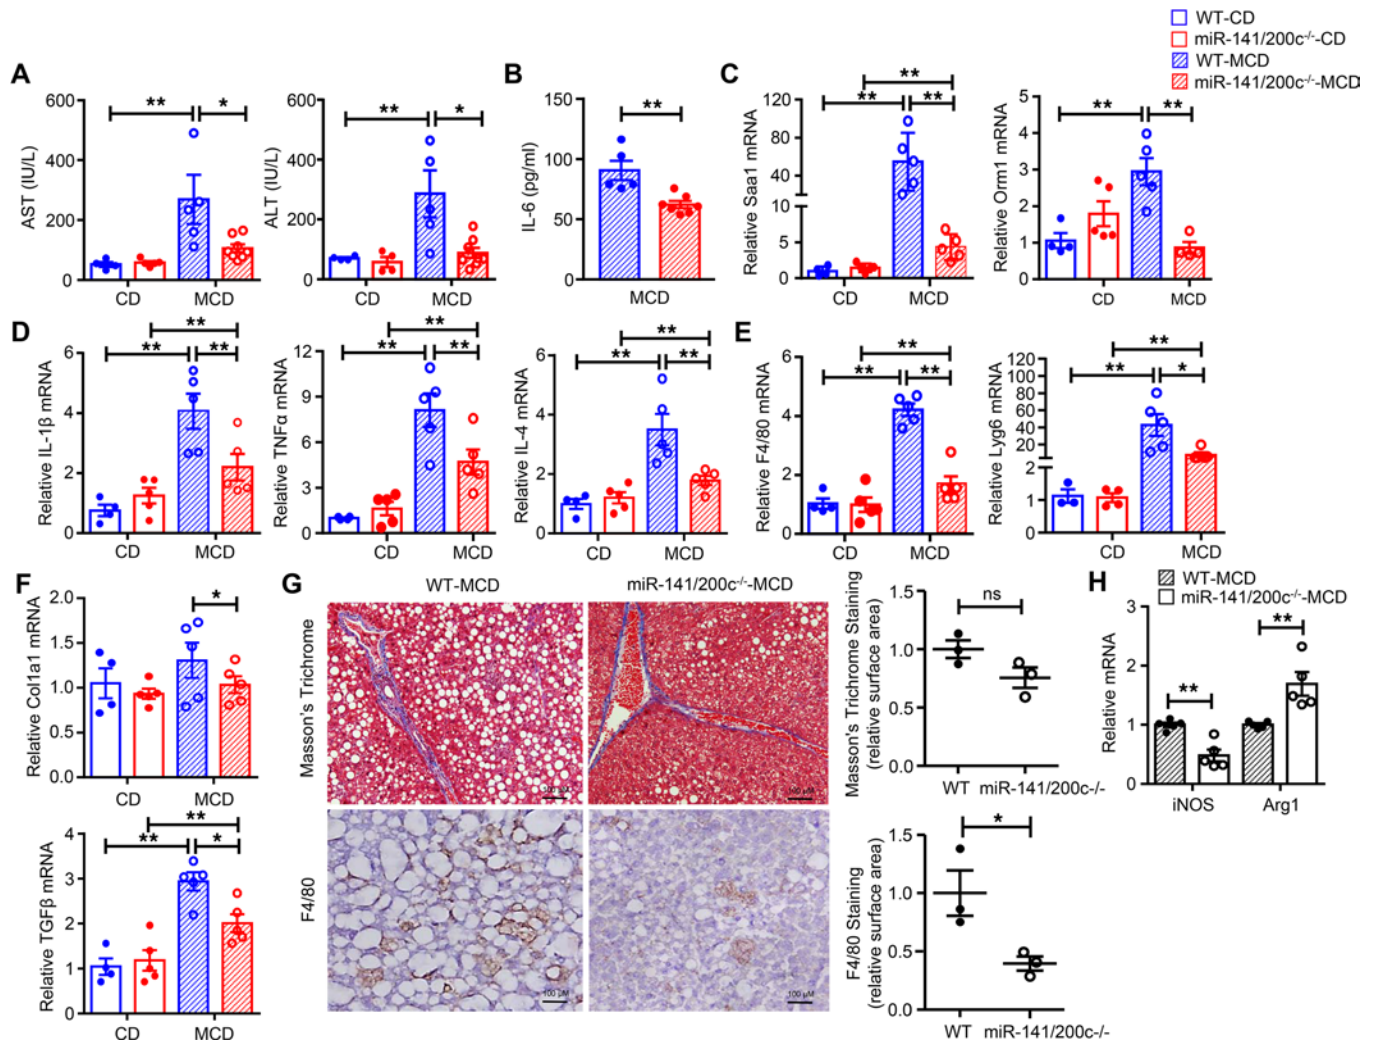 WT-CD
miR-141/200c-/--CD
WT-MCD
miR-141/200c-/--MCD
A
AST (IU/L)
600
400
200
0
CD
MCD
**
*
ALT (IU/L)
600
400
200
0
CD
MCD
**
*
B
IL-6 (pg/ml)
150
100
50
0
MCD
**
C
Relative Saa1 mRNA
120
80
40
10
5
0
CD
MCD
**
**
**
Relative Orm1 mRNA
5
4
3
2
1
0
CD
MCD
**
**
D
Relative IL-1β mRNA
6
4
2
0
CD
MCD
**
**
**
Relative TNFα mRNA
12
9
6
3
0
CD
MCD
**
**
**
Relative IL-4 mRNA
6
4
2
0
CD
MCD
**
**
**
E
Relative F4/80 mRNA
6
4
2
0
CD
MCD
**
**
**
Relative Lyg6 mRNA
120
100
80
60
40
20
2
1
0
CD
MCD
**
**
*
F
Relative Col1a1 mRNA
2.0
1.5
1.0
0.5
0.0
CD
MCD
*
Relative TGFβ mRNA
4
3
2
1
0
CD
MCD
**
**
*
G
WT-MCD
miR-141/200c-/--MCD
Masson's Trichrome
100 μM
100 μM
F4/80
100 μM
100 μM
Masson's Trichrome Staining
(relative surface area)
1.5
1.0
0.5
0.0
ns
WT
miR-141/200c-/-
F4/80 Staining
(relative surface area)
1.5
1.0
0.5
0.0
*
WT
miR-141/200c-/-
H
WT-MCD
miR-141/200c-/--MCD
Relative mRNA
3
2
1
0
**
**
iNOS
Arg1